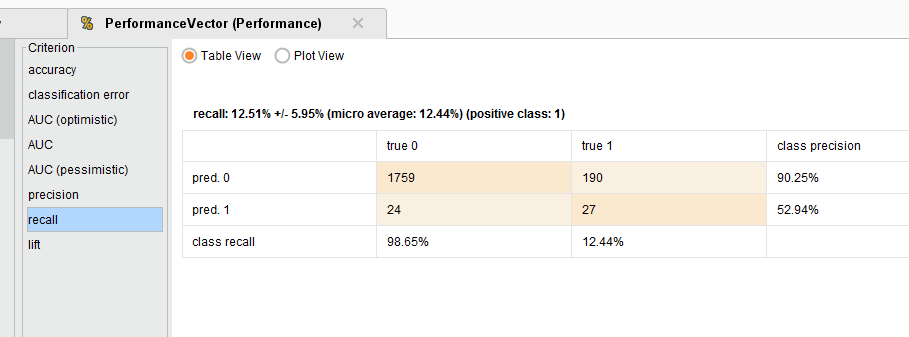 PerformanceVector (Performance)
Criterion
accuracy
classification error
AUC (optimistic)
AUC
AUC (pessimistic)
precision
recall
lift
Table View Plot View
recall: 12.51% +/- 5.95% (micro average: 12.44%) (positive class: 1)
true 0 true 1 class precision
pred. 0 1759 190 90.25%
pred. 1 24 27 52.94%
class recall 98.65% 12.44%